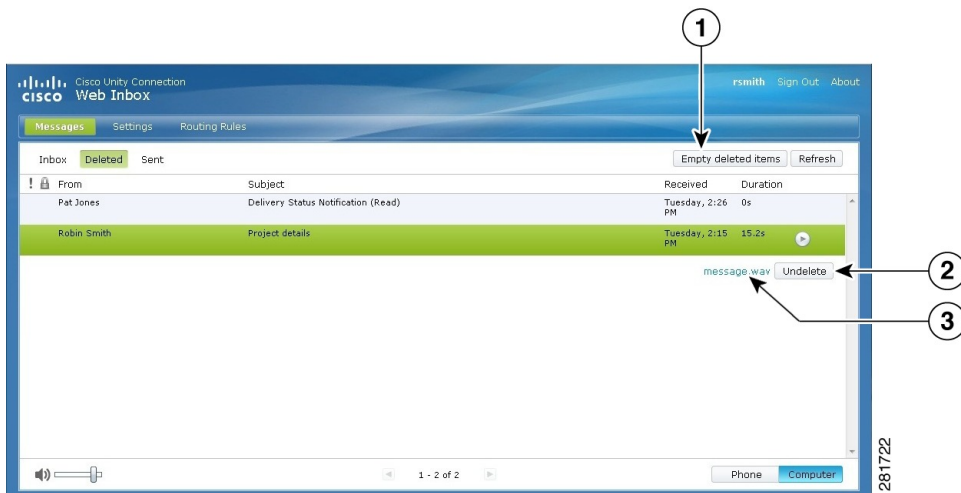 1
Cisco Unity Connection
rsmith Sign Out About
cisco Web Inbox
Messages Settings Routing Rules
Inbox Deleted Sent Empty deleted items Refresh
! From Subject Received Duration
Pat Jones Delivery Status Notification (Read) Tuesday, 2:26 PM 0s
Robin Smith Project details Tuesday, 2:15 PM 15.2s
message.wav Undelete 2
3
1 - 2 of 2 Phone Computer
281722